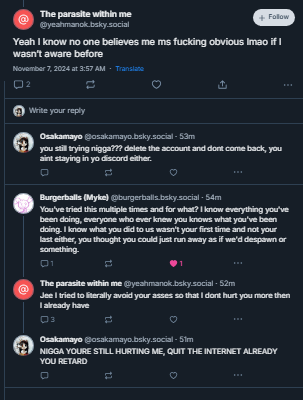 The parasite within me
@yeahmanok.bsky.social
+ Follow
Yeah I know no one believes me ms fucking obvious lmao if I
wasn't aware before
November 7, 2024 at 3:57 AM · Translate
2
Write your reply
Osakamayo @osakamayo.bsky.social · 53m
you still trying nigga??? delete the account and dont come back, you
aint staying in yo discord either.
Burgerballs (Myke) @burgerballs.bsky.social · 54m
You've tried this multiple times and for what? I know everything you've
been doing, everyone who ever knew you knows what you've been
doing. I know what you did to us wasn't your first time and not your
last either, you thought you could just run away as if we'd despawn or
something.
1 1
The parasite within me @yeahmanok.bsky.social · 52m
Jee I tried to literally avoid your asses so that I dont hurt you more then
I already have
3
Osakamayo @osakamayo.bsky.social · 51m
NIGGA YOURE STILL HURTING ME, QUIT THE INTERNET ALREADY
YOU RETARD